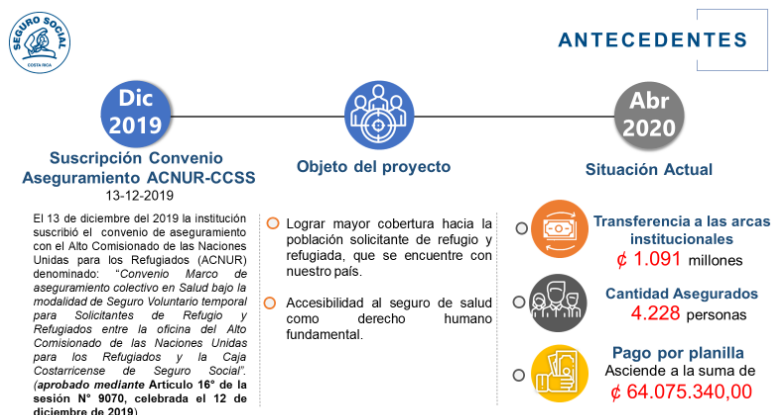 SEGURO SOCIAL
COSTA RICA
ANTECEDENTES
Dic
2019
Suscripción Convenio
Aseguramiento ACNUR-CCSS
13-12-2019
El 13 de diciembre del 2019 la institución
suscribió el convenio de aseguramiento
con el Alto Comisionado de las Naciones
Unidas para los Refugiados (ACNUR)
denominado: “Convenio Marco de
aseguramiento colectivo en Salud bajo la
modalidad de Seguro Voluntario temporal
para Solicitantes de Refugio y
Refugiados entre la oficina del Alto
Comisionado de las Naciones Unidas
para los Refugiados y la Caja
Costarricense de Seguro Social”.
(aprobado mediante Artículo 16° de la
sesión N° 9070, celebrada el 12 de
diciembre de 2019)
Objeto del proyecto
Lograr mayor cobertura hacia la
población solicitante de refugio y
refugiada, que se encuentre con
nuestro país.
Accesibilidad al seguro de salud
como derecho humano
fundamental.
Abr
2020
Situación Actual
Transferencia a las arcas
institucionales
₡ 1.091 millones
Cantidad Asegurados
4.228 personas
Pago por planilla
Asciende a la suma de
₡ 64.075.340,00